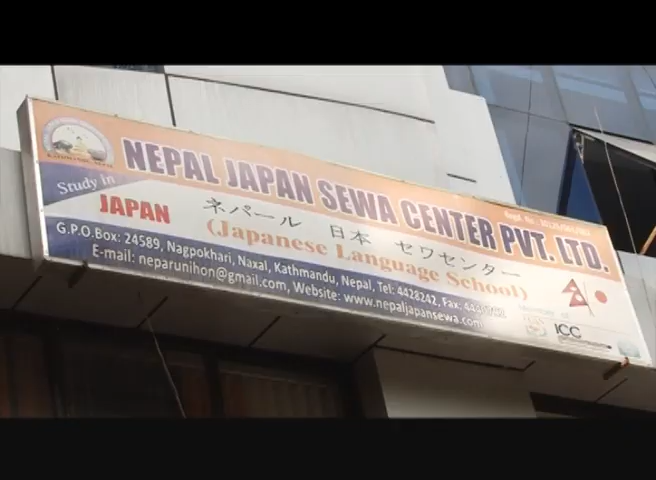 NEPAL JAPAN SEWA CENTER PVT. LTD.
Study in
JAPAN
ネパール 日本 セワセンター
(Japanese Language School)
G.P.O.Box: 24589, Nagpokhari, Naxal, Kathmandu, Nepal, Tel: 4428242, Fax:
E-mail: neparunihon@gmail.com, Website: www.nepaljapansewa.com
ICC